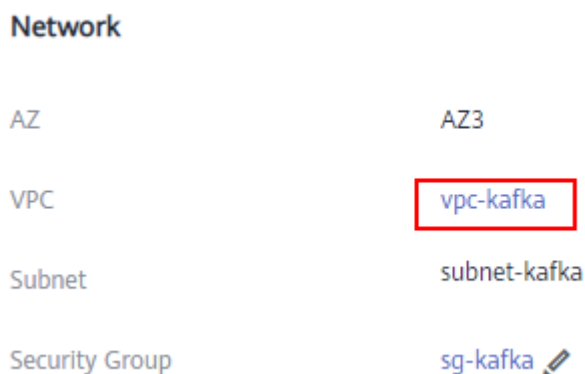 Network
AZ AZ3
VPC vpc-kafka
Subnet subnet-kafka
Security Group sg-kafka